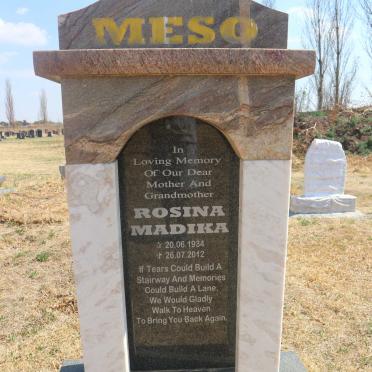 MESO
In
Loving Memory
Of Our Dear
Mother And
Grandmother
ROSINA
MADIKA
☆ 20.06.1934
✝ 26.07.2012
If Tears Could Build A
Stairway And Memories
Could Build A Lane,
We Would Gladly
Walk To Heaven
To Bring You Back Again.